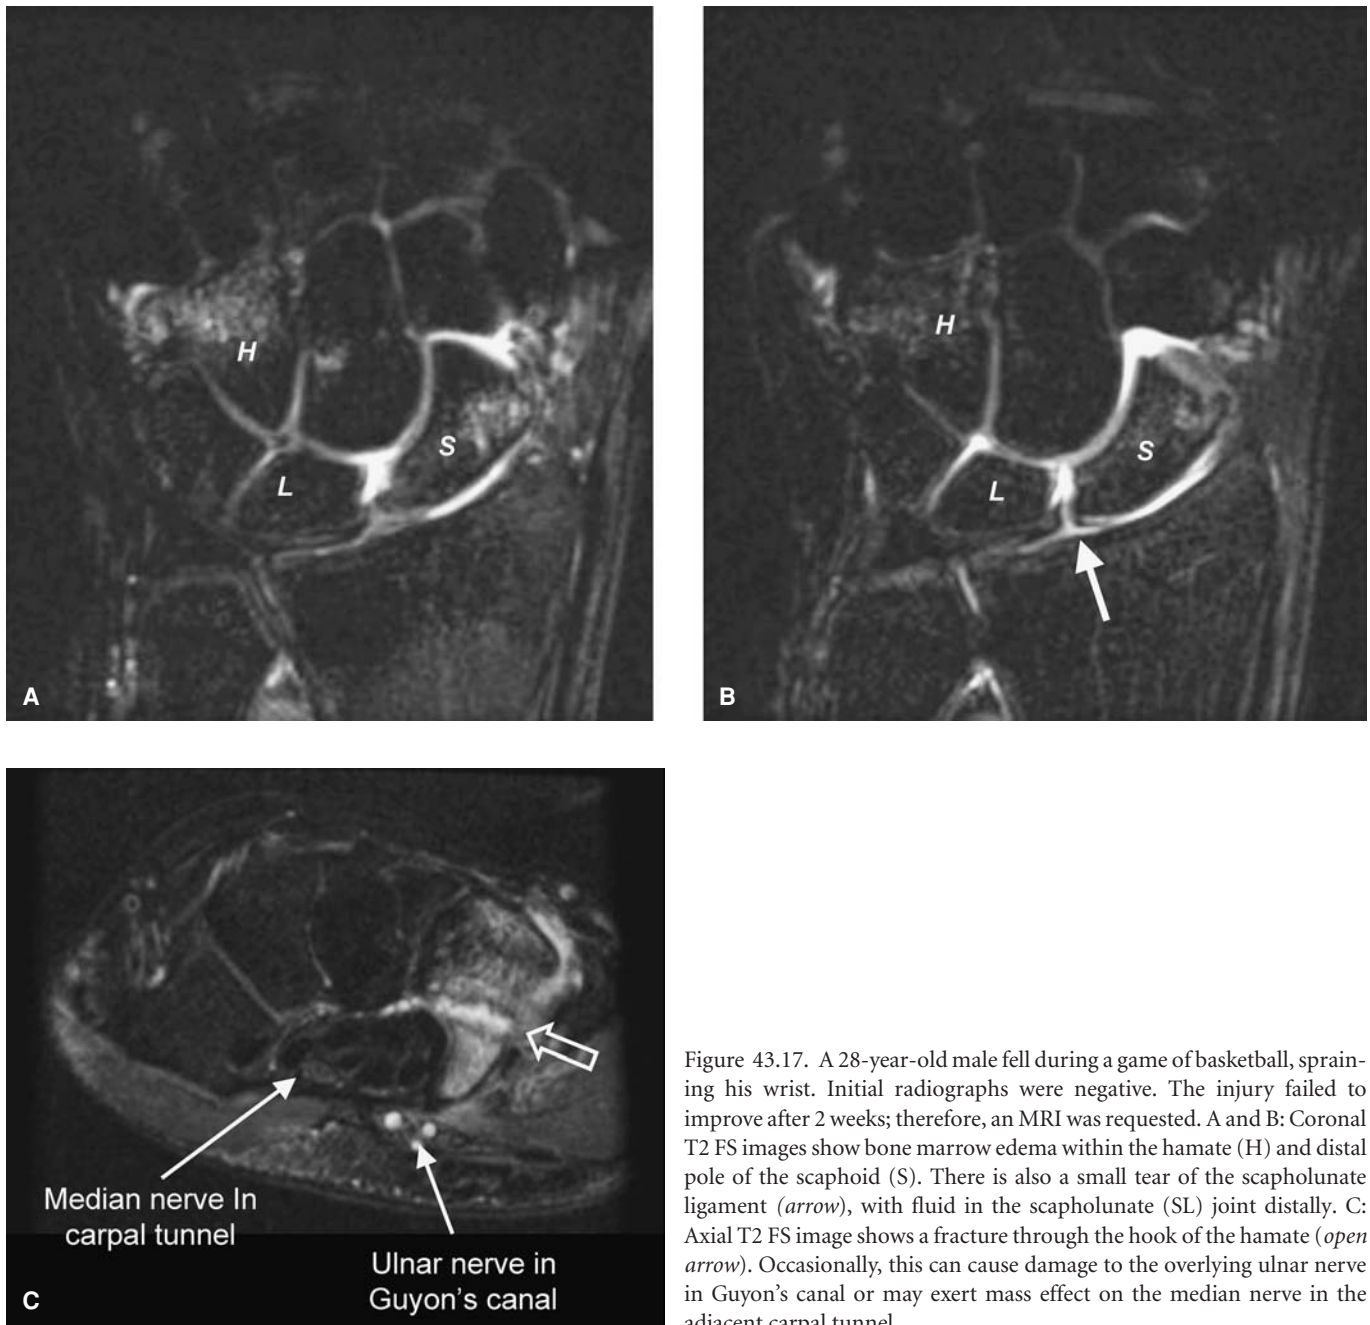 H
S
L
A
H
S
L
B
Median nerve In
carpal tunnel
Ulnar nerve in
Guyon's canal
C
Figure 43.17. A 28-year-old male fell during a game of basketball, sprain-
ing his wrist. Initial radiographs were negative. The injury failed to
improve after 2 weeks; therefore, an MRI was requested. A and B: Coronal
T2 FS images show bone marrow edema within the hamate (H) and distal
pole of the scaphoid (S). There is also a small tear of the scapholunate
ligament (arrow), with fluid in the scapholunate (SL) joint distally. C:
Axial T2 FS image shows a fracture through the hook of the hamate (open
arrow). Occasionally, this can cause damage to the overlying ulnar nerve
in Guyon's canal or may exert mass effect on the median nerve in the
adjacent carpal tunnel.